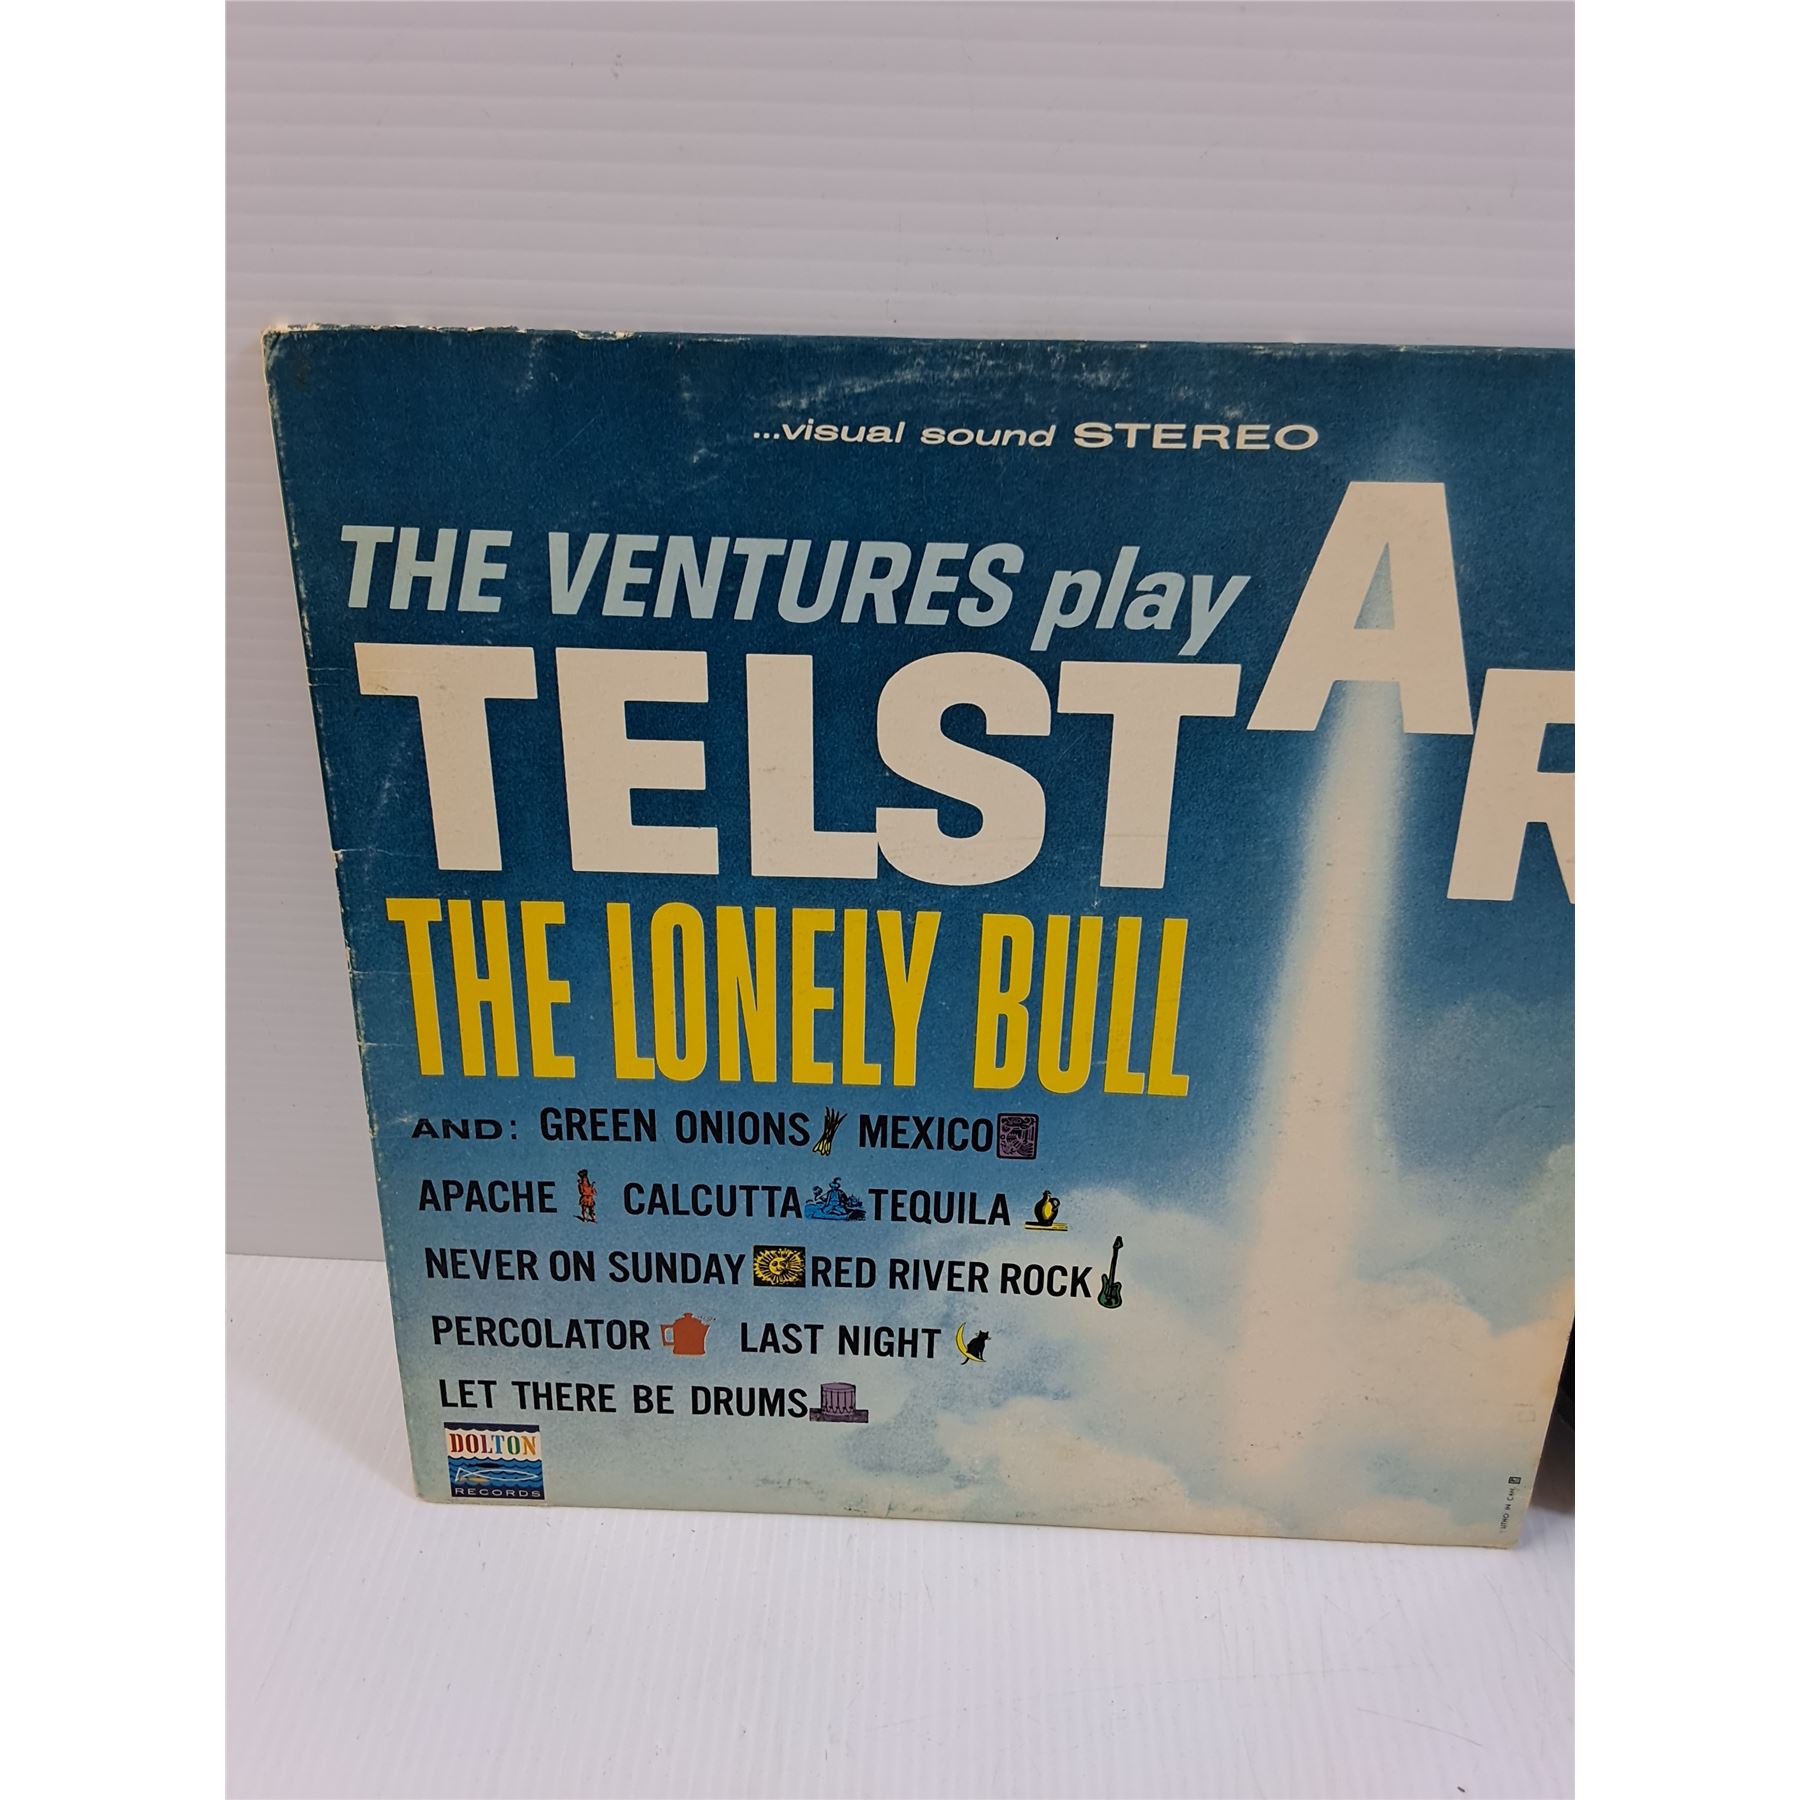 ...visual sound STEREO
THE VENTURES play
TELSTAR
THE LONELY BULL
AND: GREEN ONIONS MEXICO
APACHE CALCUTTA TEQUILA
NEVER ON SUNDAY RED RIVER ROCK
PERCOLATOR LAST NIGHT
LET THERE BE DRUMS
DOLTON
RECORDS